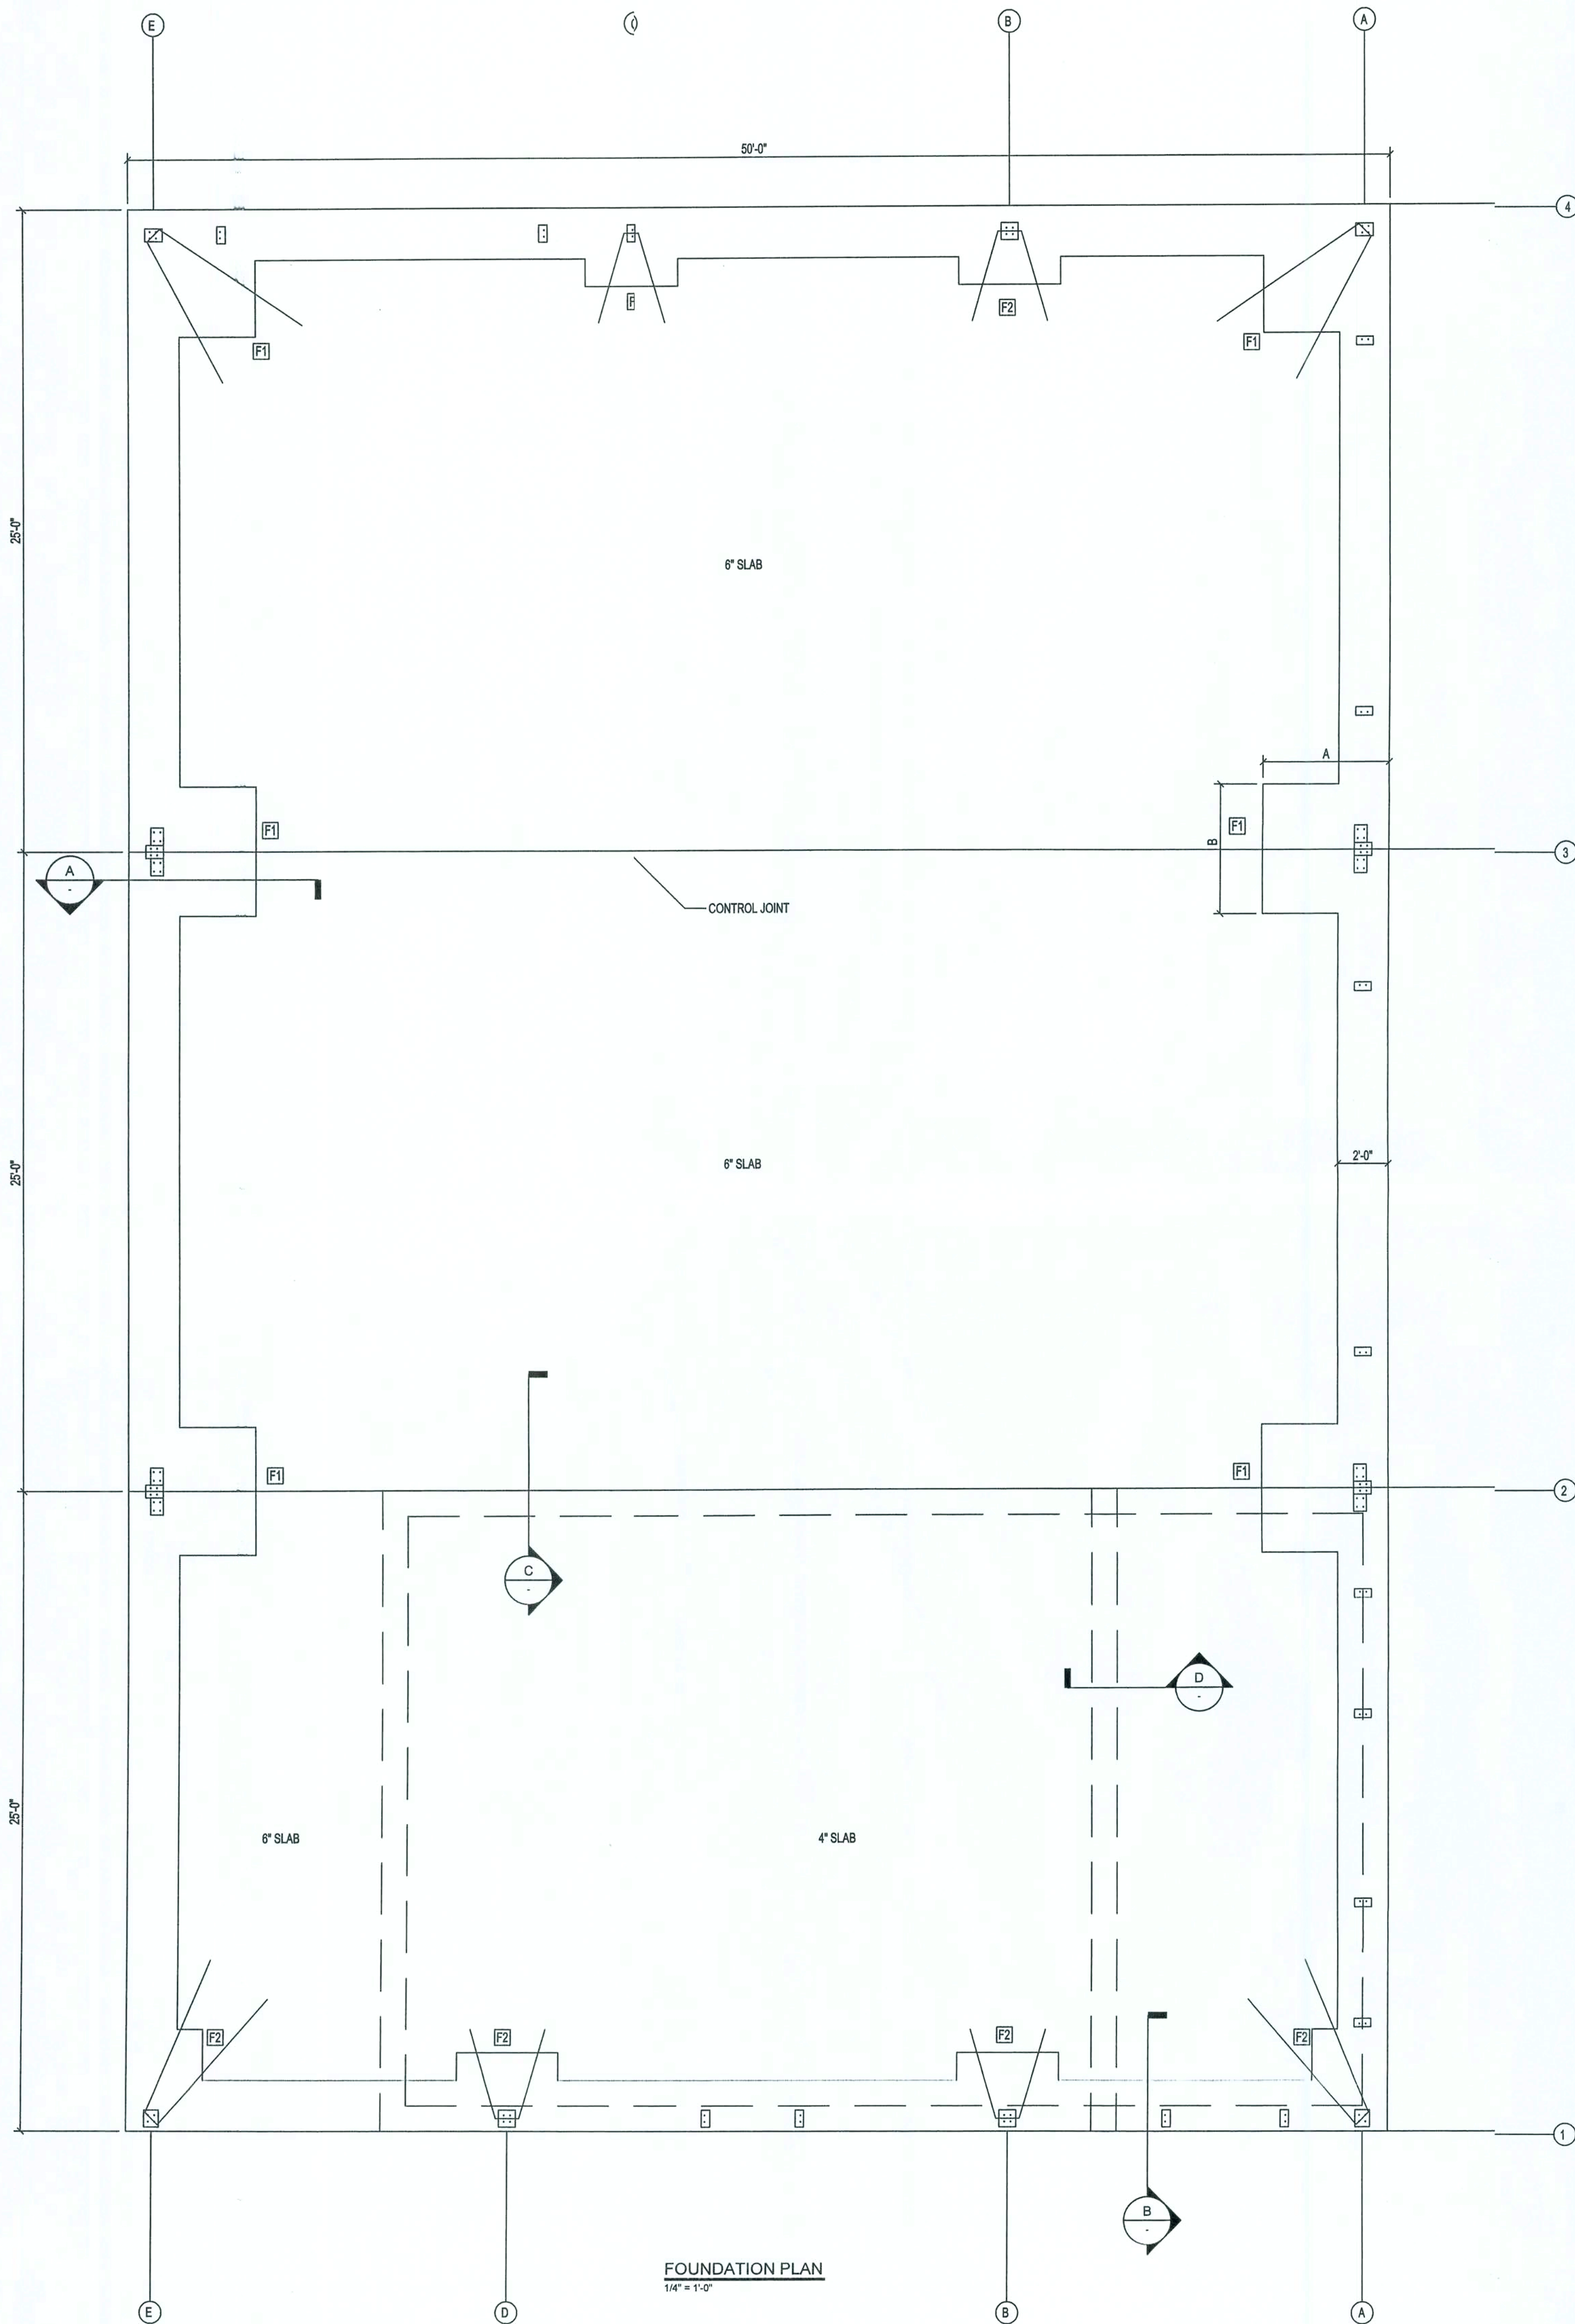 E
B
A
50'-0"
4
F2
F1
F1
25'-0"
6" SLAB
A
B
F1
F1
3
A
-
CONTROL JOINT
25'-0"
6" SLAB
2'-0"
F1
F1
2
C
-
D
-
25'-0"
6" SLAB
4" SLAB
F2
F2
F2
F2
1
B
-
FOUNDATION PLAN
1/4" = 1'-0"
E
D
B
A